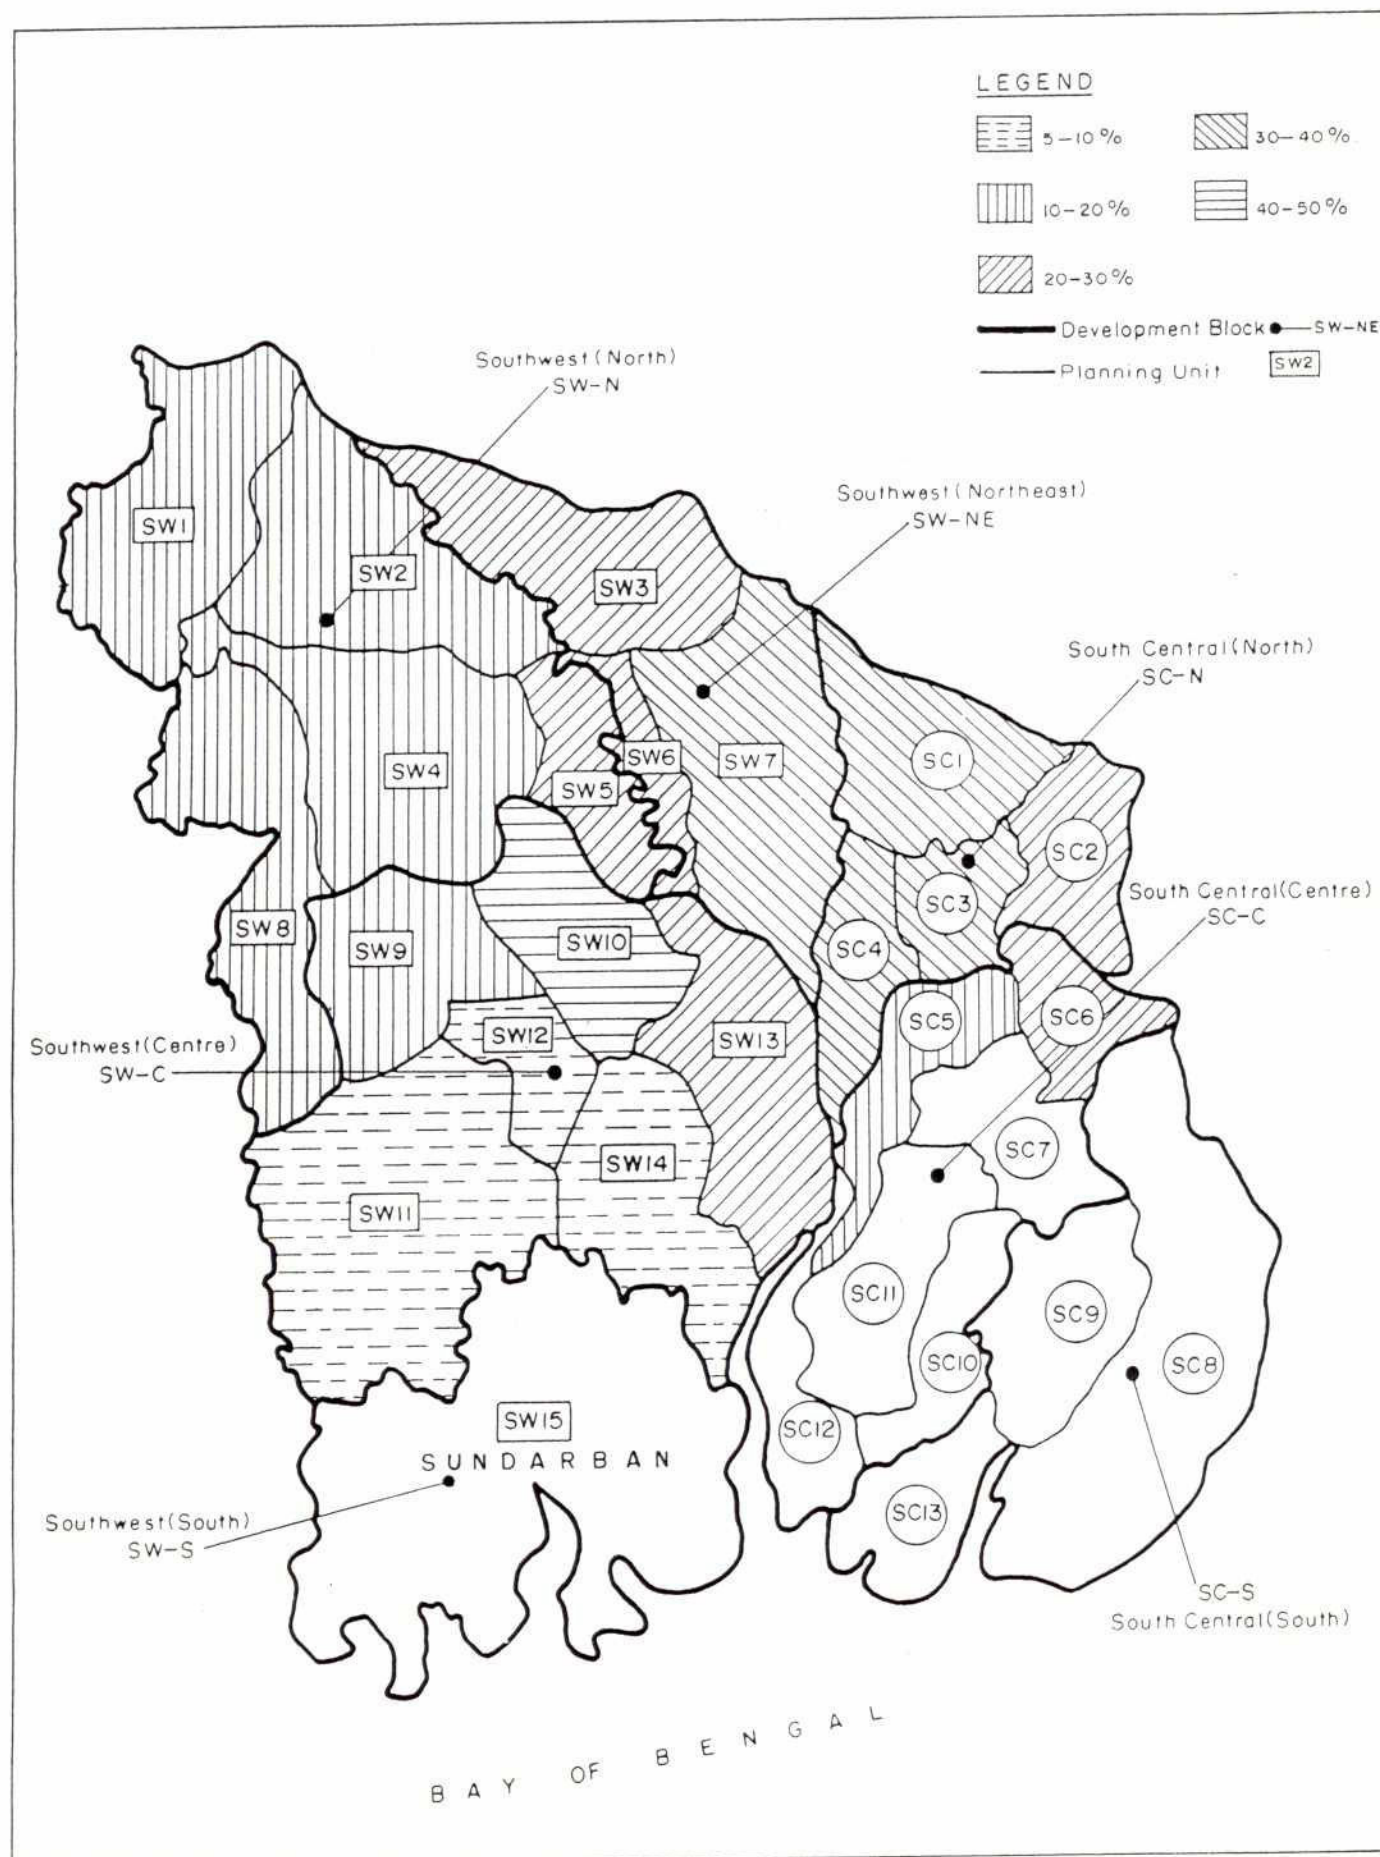 LEGEND
5-10%
30-40%
10-20%
40-50%
20-30%
Development Block
SW-NE
Planning Unit
SW2
Southwest (North)
SW-N
Southwest (Northeast)
SW-NE
South Central (North)
SC-N
South Central (Centre)
SC-C
Southwest (Centre)
SW-C
Southwest (South)
SW-S
SC-S
South Central (South)
SW1
SW2
SW3
SW4
SW5
SW6
SW7
SW8
SW9
SW10
SW11
SW12
SW13
SW14
SW15
SUNDARBAN
SC1
SC2
SC3
SC4
SC5
SC6
SC7
SC8
SC9
SC10
SC11
SC12
SC13
BAY OF BENGAL